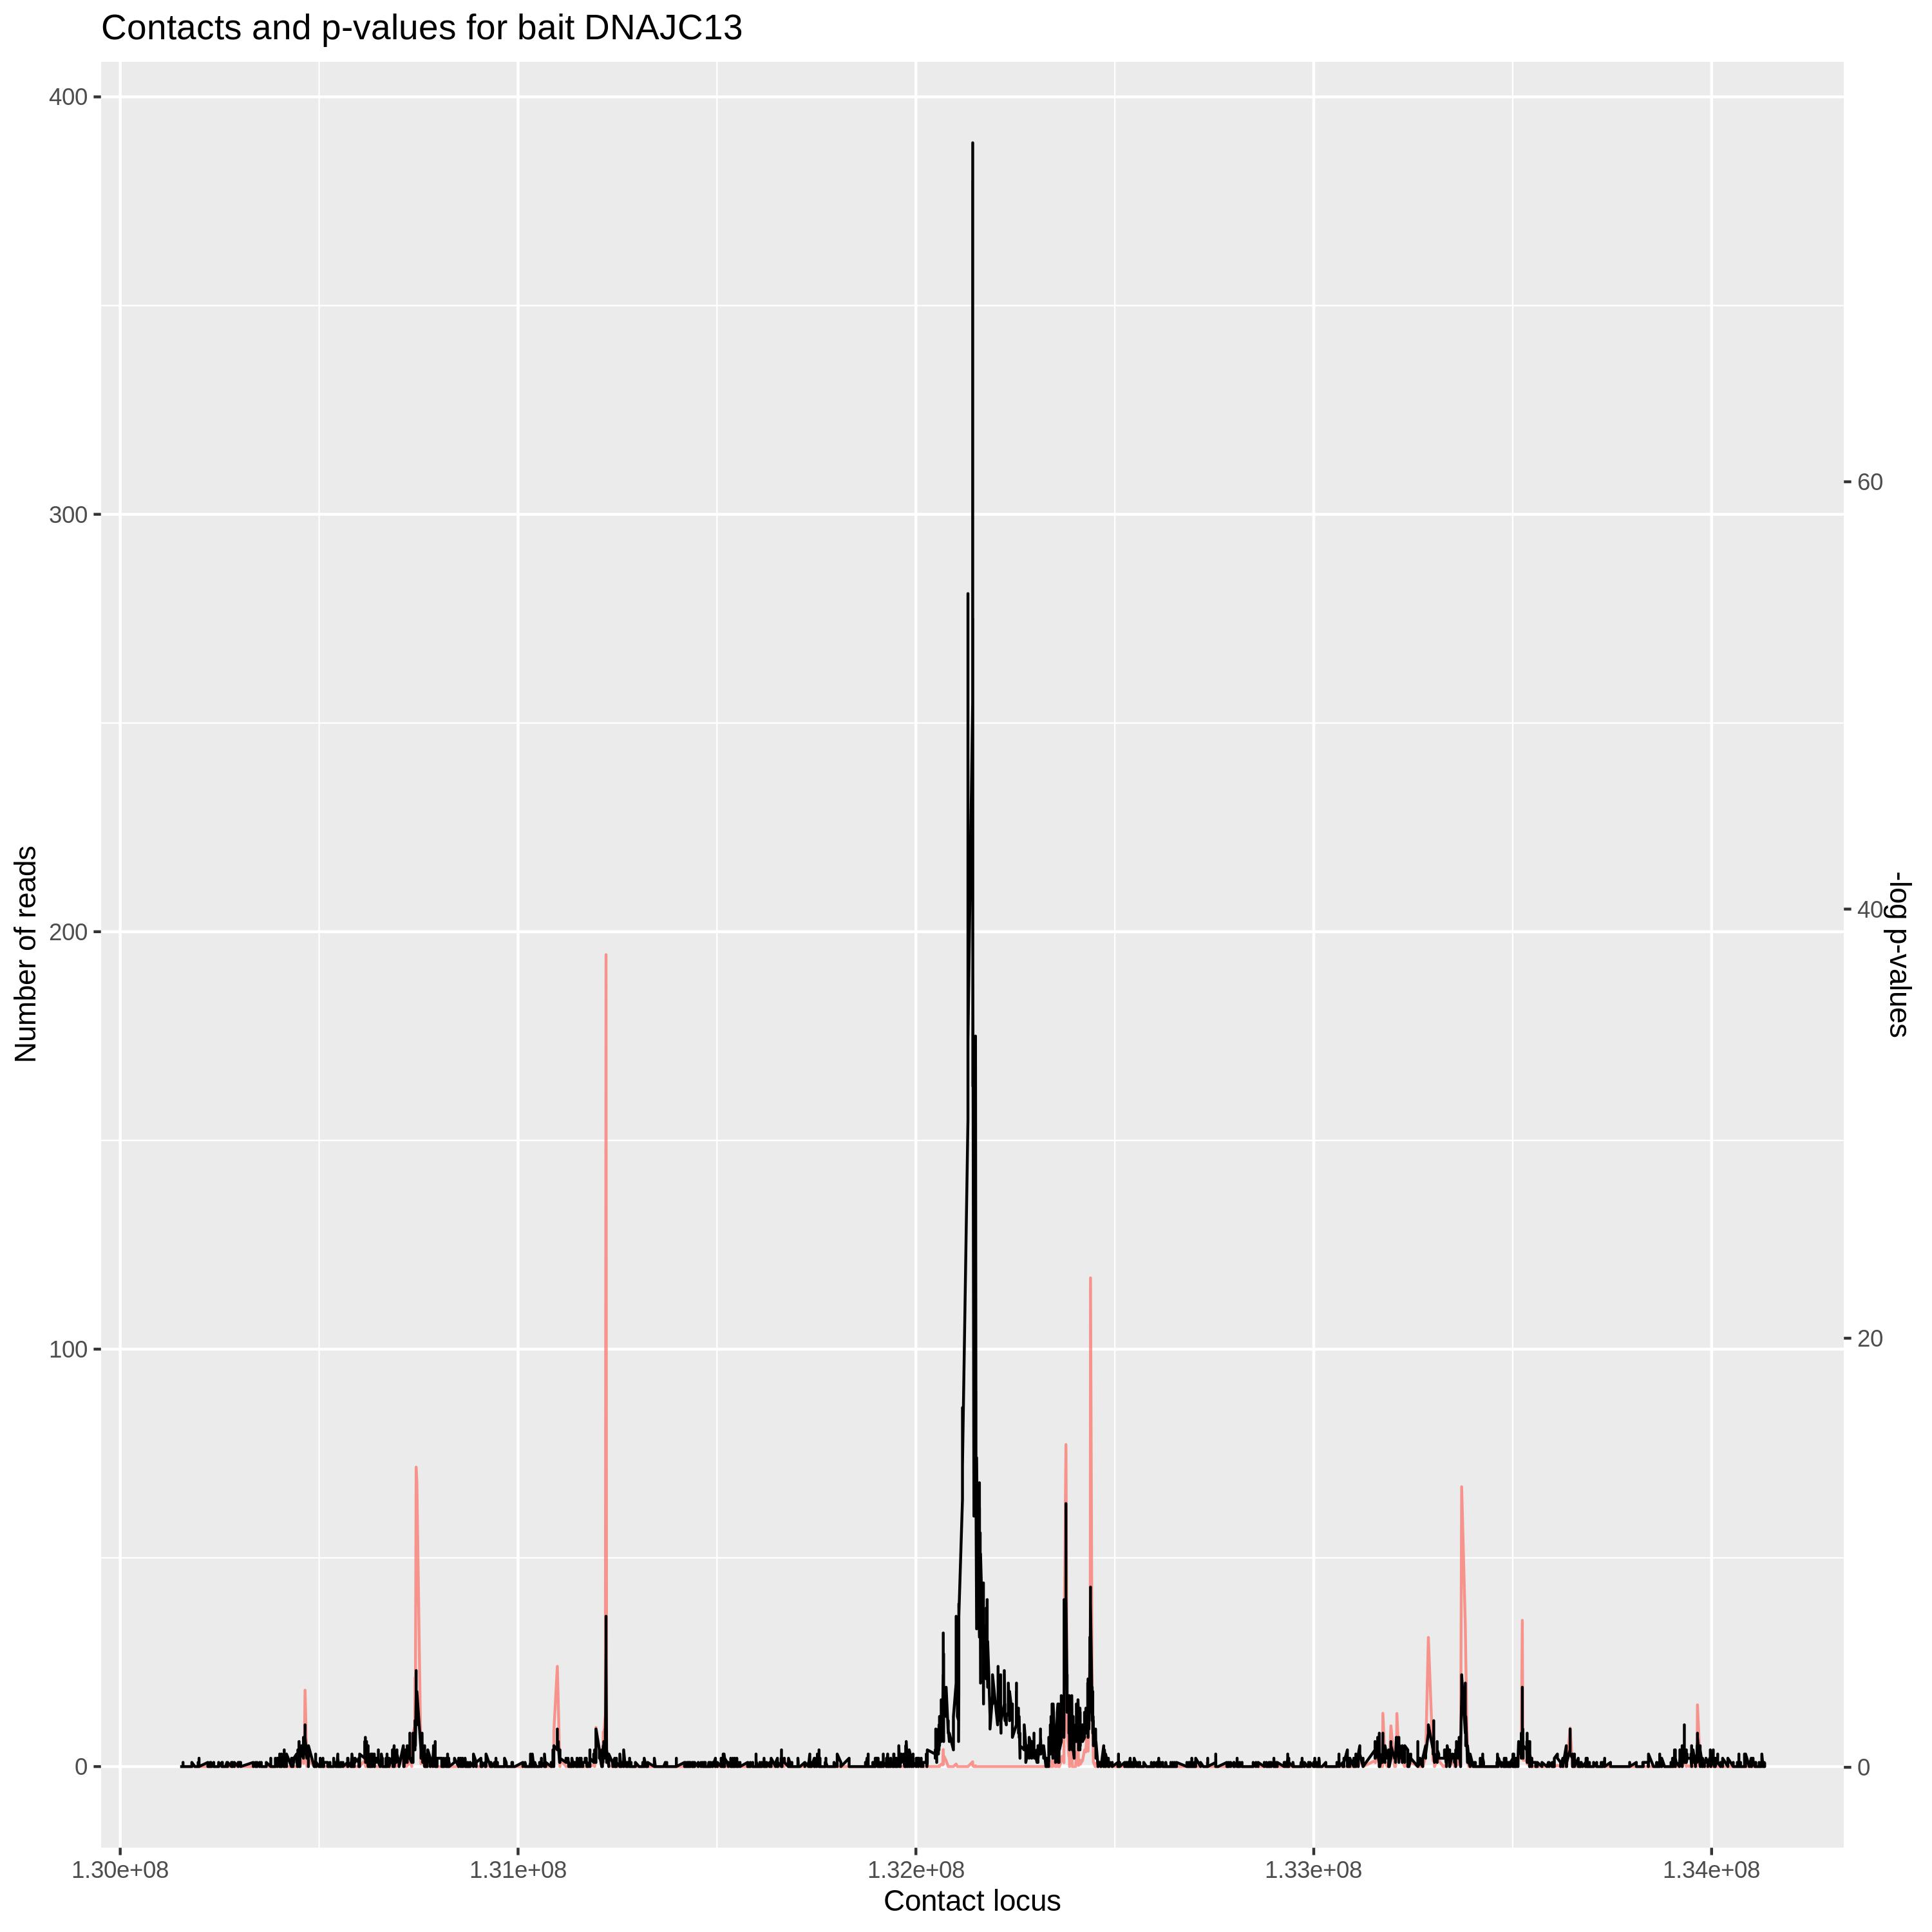 Contacts and p-values for bait DNAJC13
400
300
200
100
0
Number of reads
60
40
20
0
-log p-values
1.30e+08
1.31e+08
1.32e+08
1.33e+08
1.34e+08
Contact locus